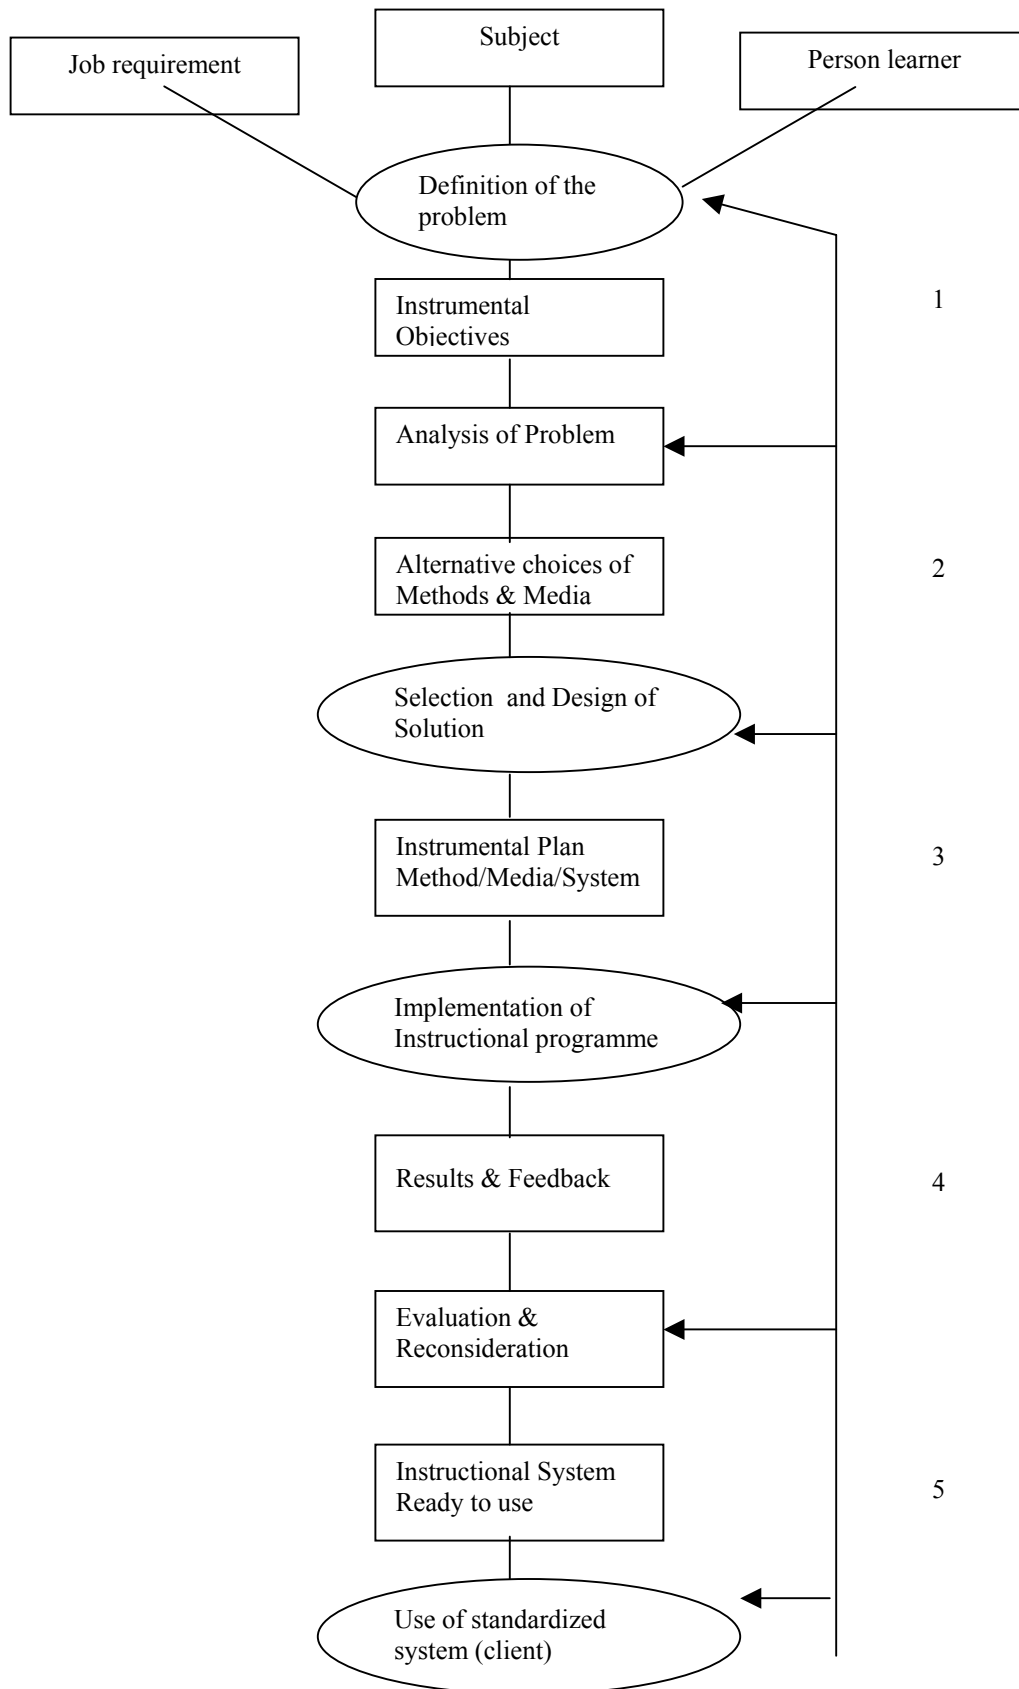 Job requirement
Subject
Person learner
Definition of the
problem
1
Instrumental
Objectives
Analysis of Problem
2
Alternative choices of
Methods & Media
Selection and Design of
Solution
3
Instrumental Plan
Method/Media/System
Implementation of
Instructional programme
4
Results & Feedback
Evaluation &
Reconsideration
5
Instructional System
Ready to use
Use of standardized
system (client)